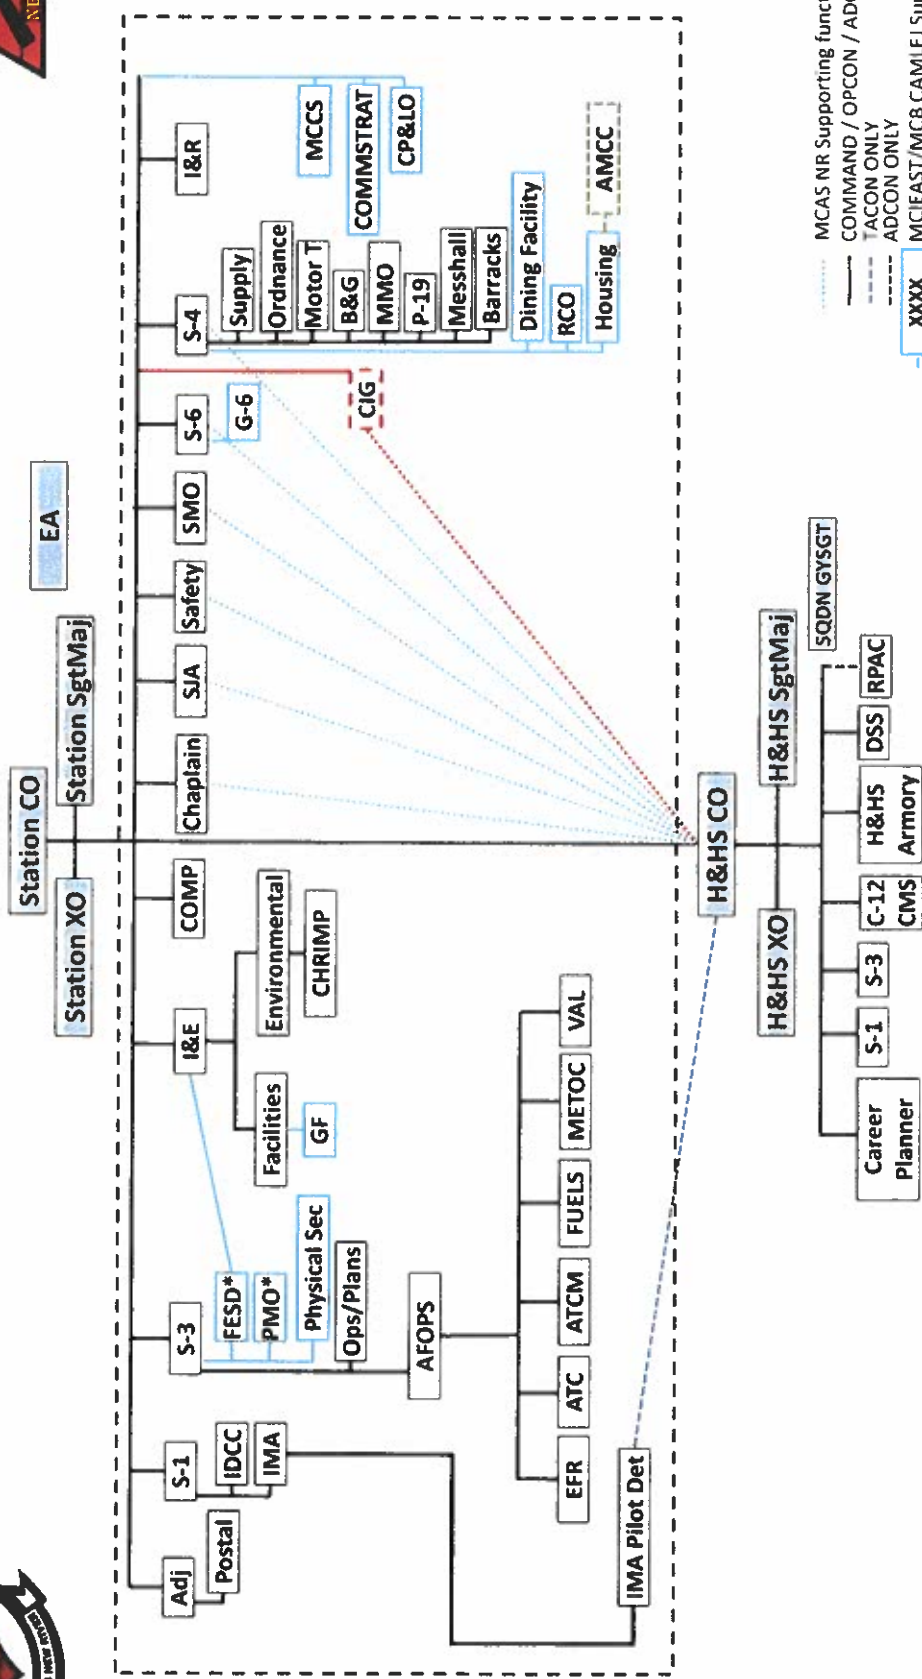 Station CO
EA
Station XO
Station SgtMaj
Adj
S-1
S-3
I&E
COMP
Chaplain
SJA
Safety
SMO
S-6
S-4
I&R
Postal
IDCC
IMA
FESD*
PMO*
Physical Sec
Ops/Plans
AFOPS
Facilities
GF
Environmental
CHRIMP
G-6
CIG
Supply
Ordnance
Motor T
B&G
MMO
P-19
Messhall
Barracks
Dining Facility
RCO
Housing
AMCC
MCCS
COMMSTRAT
CP&LO
EFR
ATC
ATCM
FUELS
METOC
VAL
IMA Pilot Det
H&HS CO
H&HS XO
H&HS SgtMaj
SQDN GYSGT
Career
Planner
S-1
S-3
C-12
CMS
H&HS
Armory
DSS
RPAC
MCAS NR Supporting
COMMAND / OPCON /
TACON ONLY
ADCON ONLY
XXXX